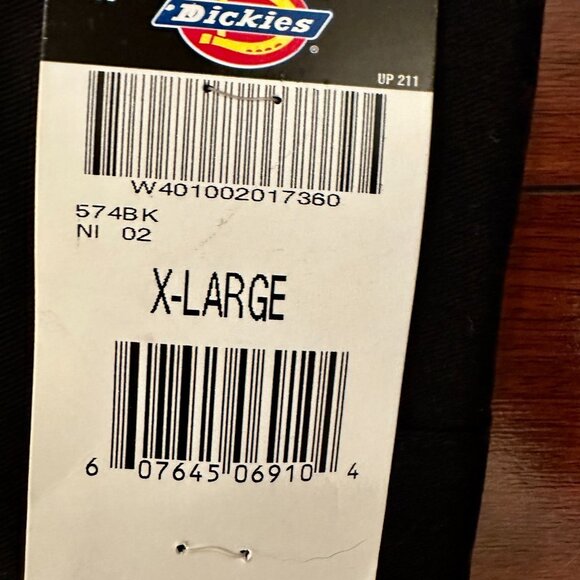 Dickies
®
UP 211
W401002017360
574BK
NI 02
X-LARGE
6 07645 06910 4